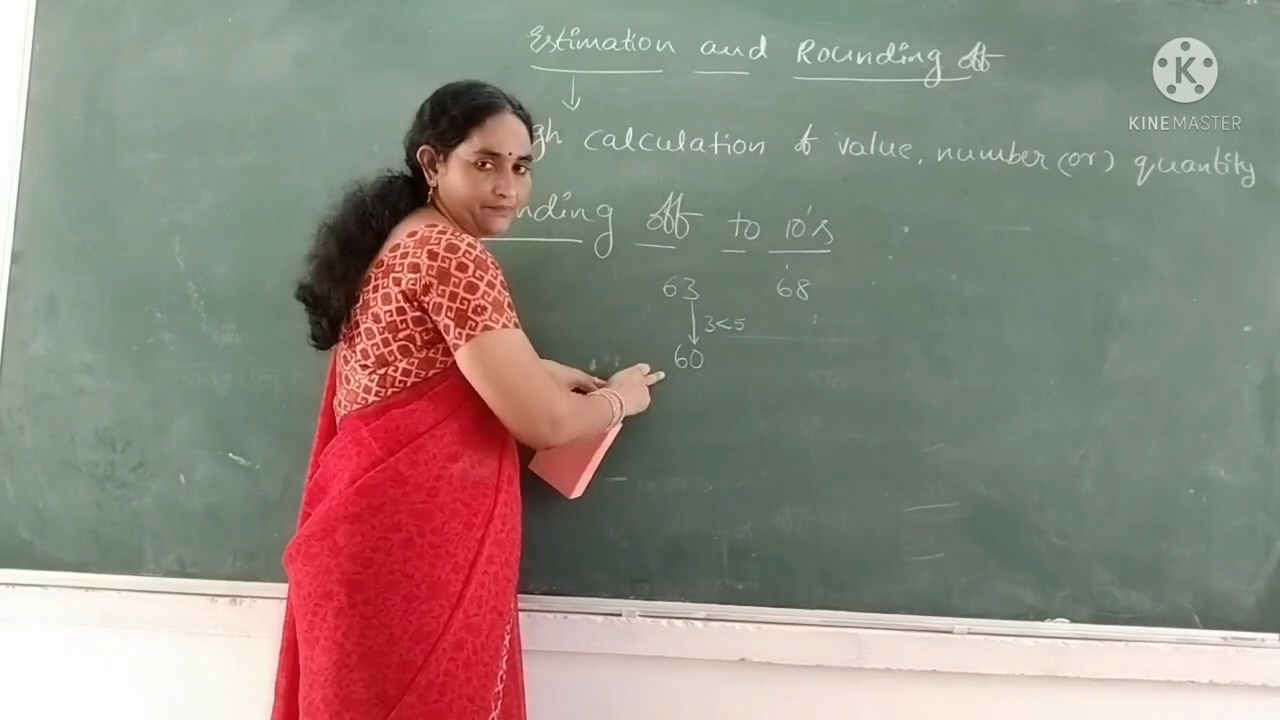 Estimation and Rounding off
gh calculation of value, number (or) quantity
nding off to 10's
63 68
3<5
60
KINEMASTER